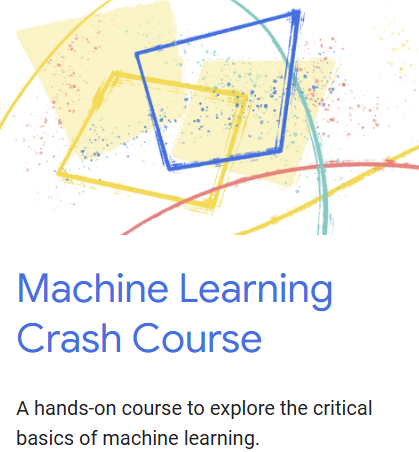 Machine Learning
Crash Course
A hands-on course to explore the critical
basics of machine learning.